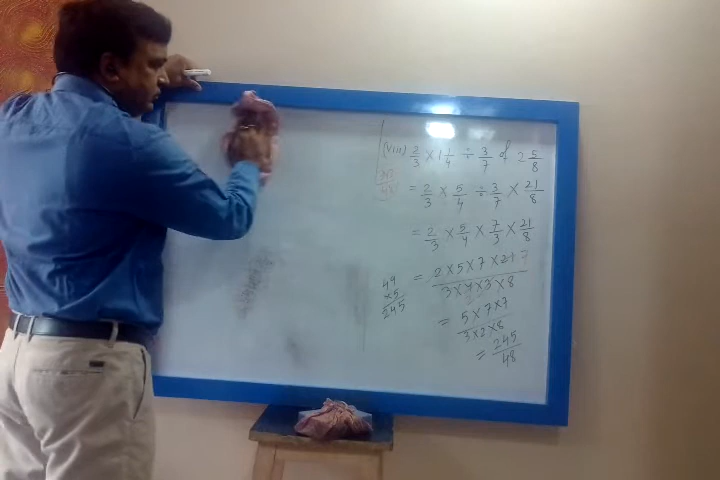 (viii) 2/3 × 1 1/4 ÷ 3/7 of 2 5/8
= 2/3 × 5/4 ÷ 3/7 × 21/8
= 2/3 × 5/4 × 7/3 × 21/8
= 2×5×7×21 7 / 3×4×3×8
= 5×7×7 / 3×2×8
= 245/48
49
×5
245